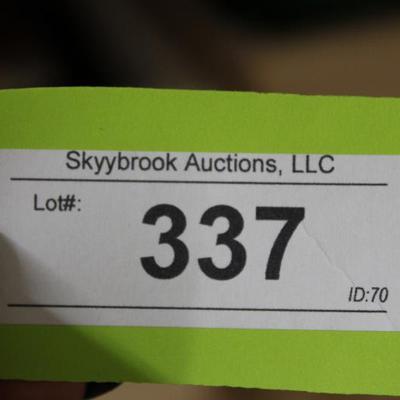 Skyybrook Auctions, LLC
Lot#:
337
ID:70